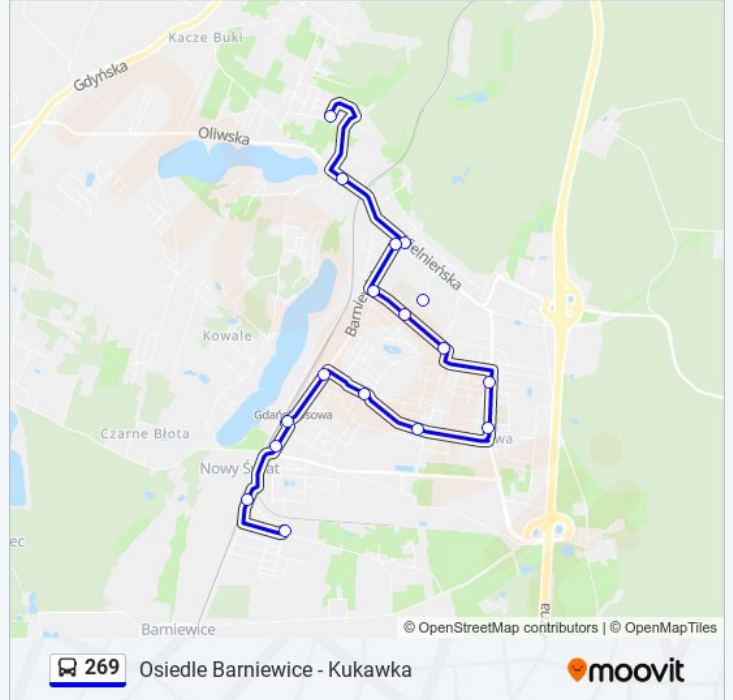 Kacze Buki
Gdyńska
Oliwska
Kowale
Czarne Błota
Nowy Świat
Barniewice
© OpenStreetMap contributors | © OpenMapTiles
269
Osiedle Barniewice - Kukawka
moovit